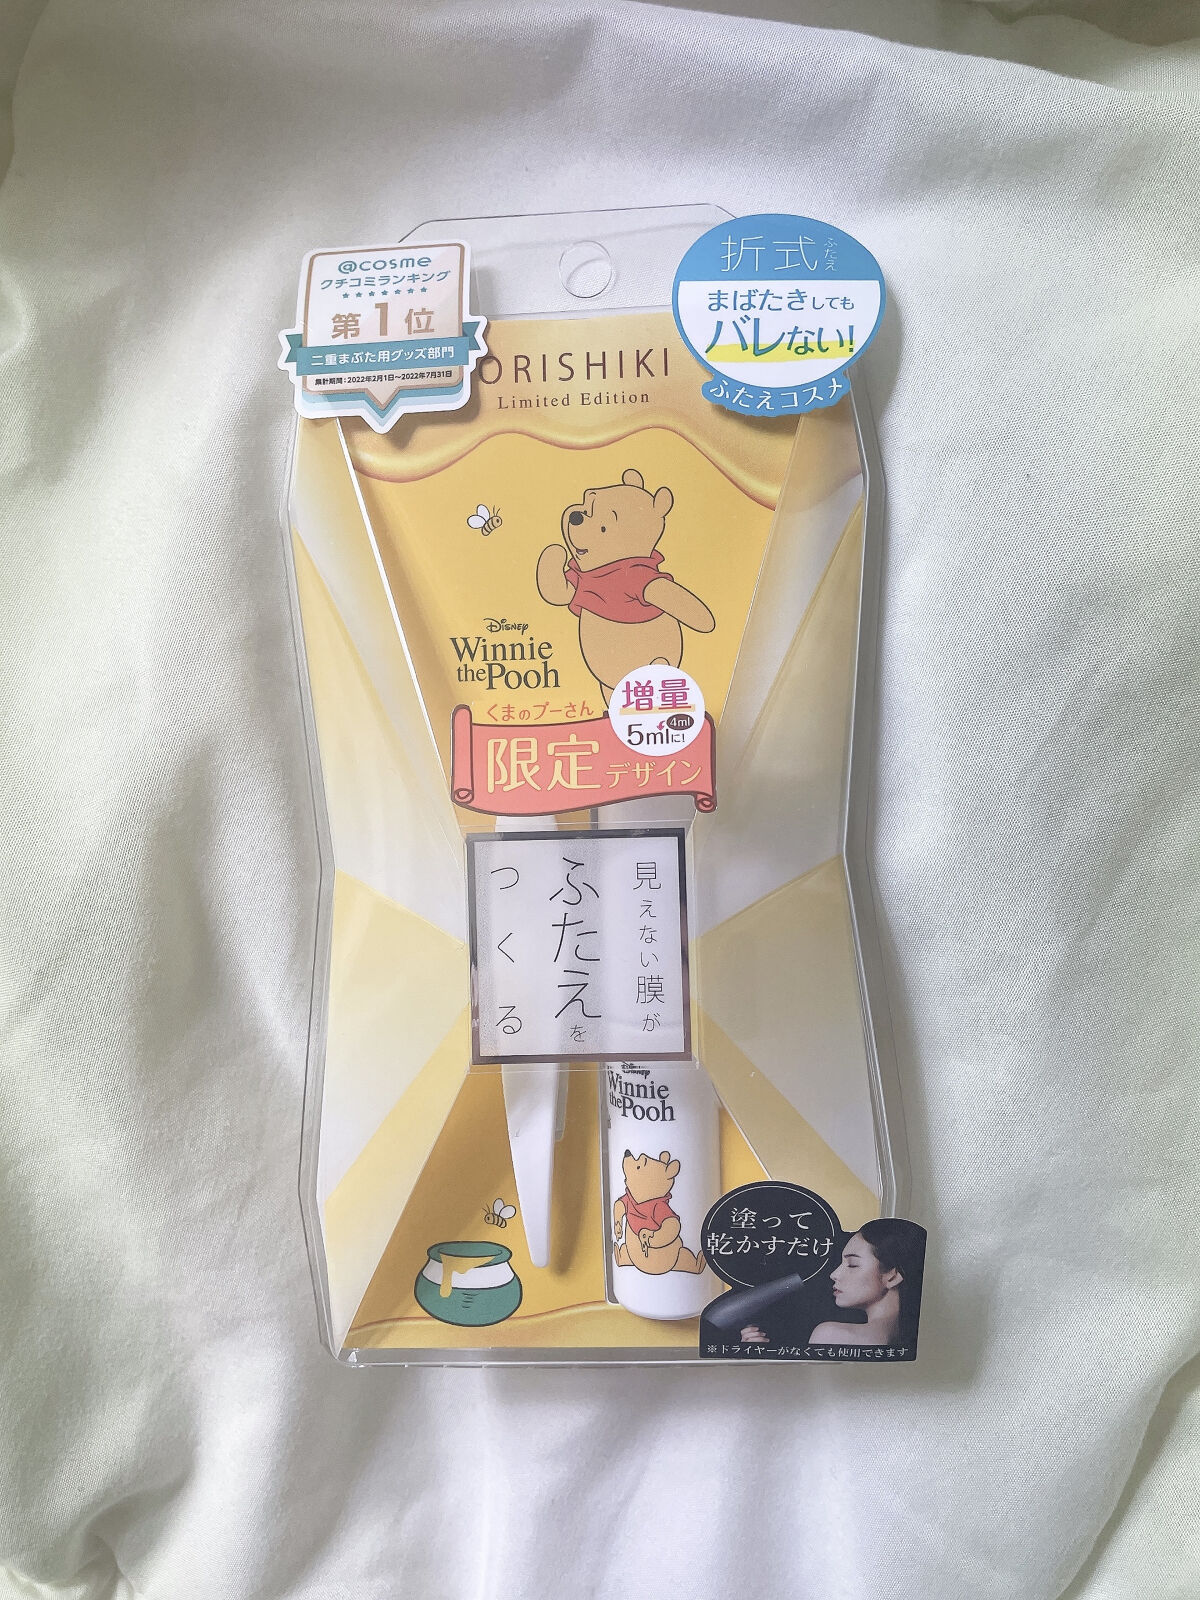 @cosme
クチコミランキング
第1位
二重まぶた用グッズ部門
集計期間:2022年2月1日～2022年7月31日
折式ふたえ
まばたきしても
バレない!
ふたえコスメ
ORISHIKI
Limited Edition
Disney
Winnie
the Pooh
くまのプーさん
限定デザイン
増量
4ml
5mlに!
見えない膜が
ふたえを
つくる
Disney
Winnie
the Pooh
塗って
乾かすだけ
※ドライヤーがなくても使用できます